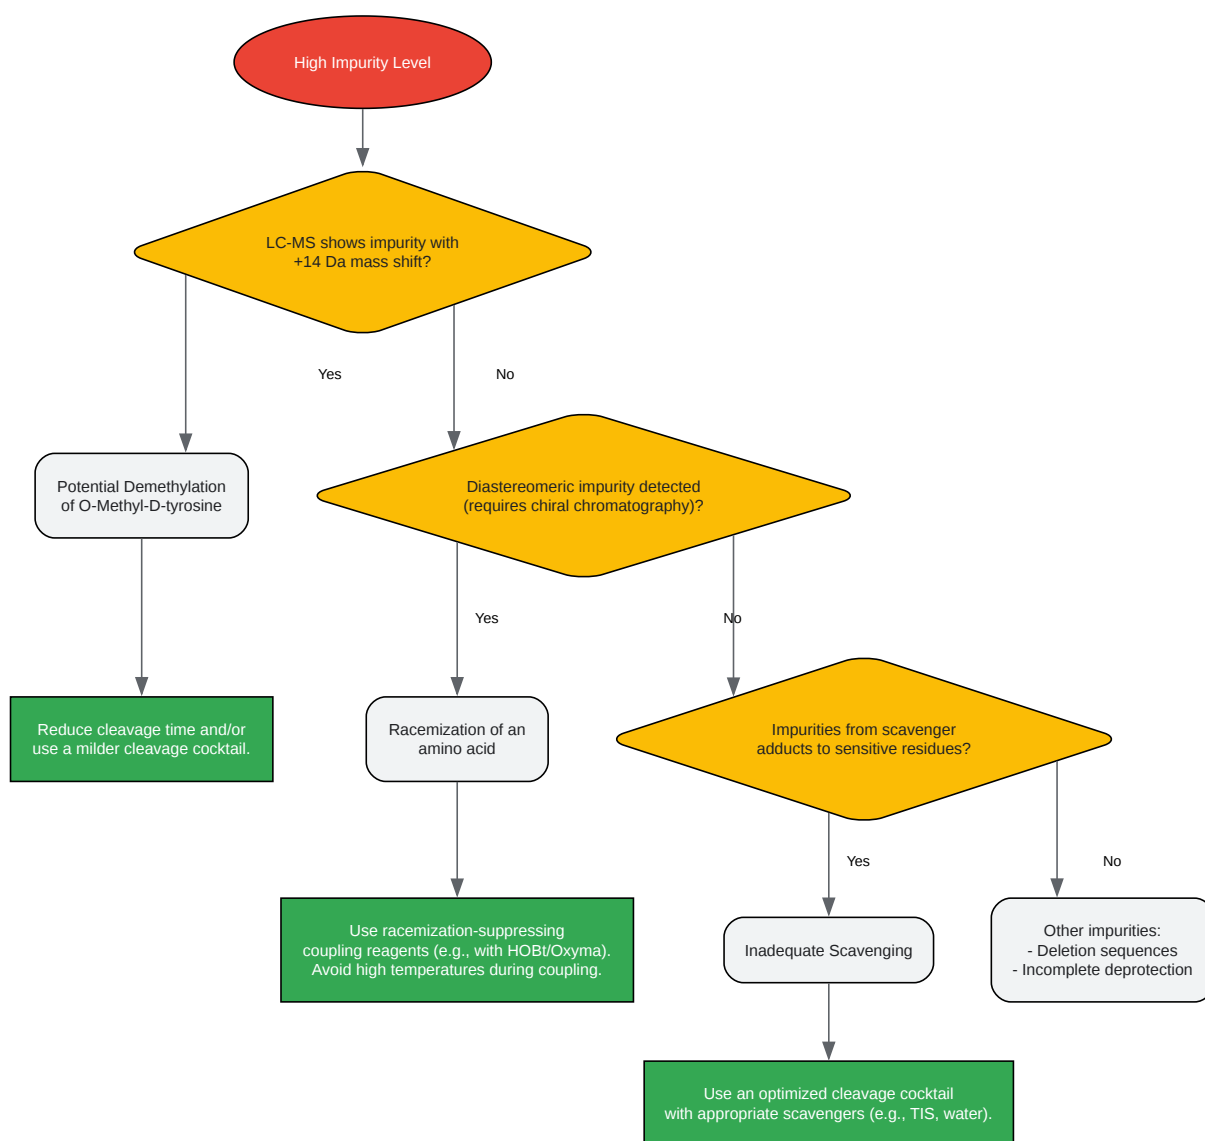 High Impurity Level
LC-MS shows impurity with
+14 Da mass shift?
Yes
No
Potential Demethylation
of O-Methyl-D-tyrosine
Diastereomeric impurity detected
(requires chiral chromatography)?
Yes
No
Reduce cleavage time and/or
use a milder cleavage cocktail.
Racemization of an
amino acid
Impurities from scavenger
adducts to sensitive residues?
Yes
No
Use racemization-suppressing
coupling reagents (e.g., with HOBt/Oxyma).
Avoid high temperatures during coupling.
Inadequate Scavenging
Other impurities:
- Deletion sequences
- Incomplete deprotection
Use an optimized cleavage cocktail
with appropriate scavengers (e.g., TIS, water).